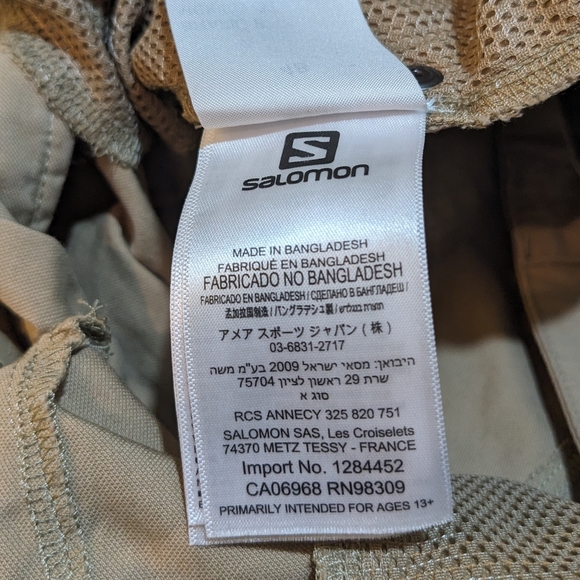 SALOMON
MADE IN BANGLADESH
FABRIQUÉ EN BANGLADESH
FABRICADO NO BANGLADESH
FABRICADO EN BANGLADESH / СДЕЛАНО В БАНГЛАДЕШ /
孟加拉国制造 / バングラデシュ製 / תוצרת בנגלדש
アメア スポーツ ジャパン (株)
03-6831-2717
היבואן: מסאי ישראל 2009 בע"מ משה
שרת 29 ראשון לציון 75704
סוג א
RCS ANNECY 325 820 751
SALOMON SAS, Les Croiselets
74370 METZ TESSY - FRANCE
Import No. 1284452
CA06968 RN98309
PRIMARILY INTENDED FOR AGES 13+